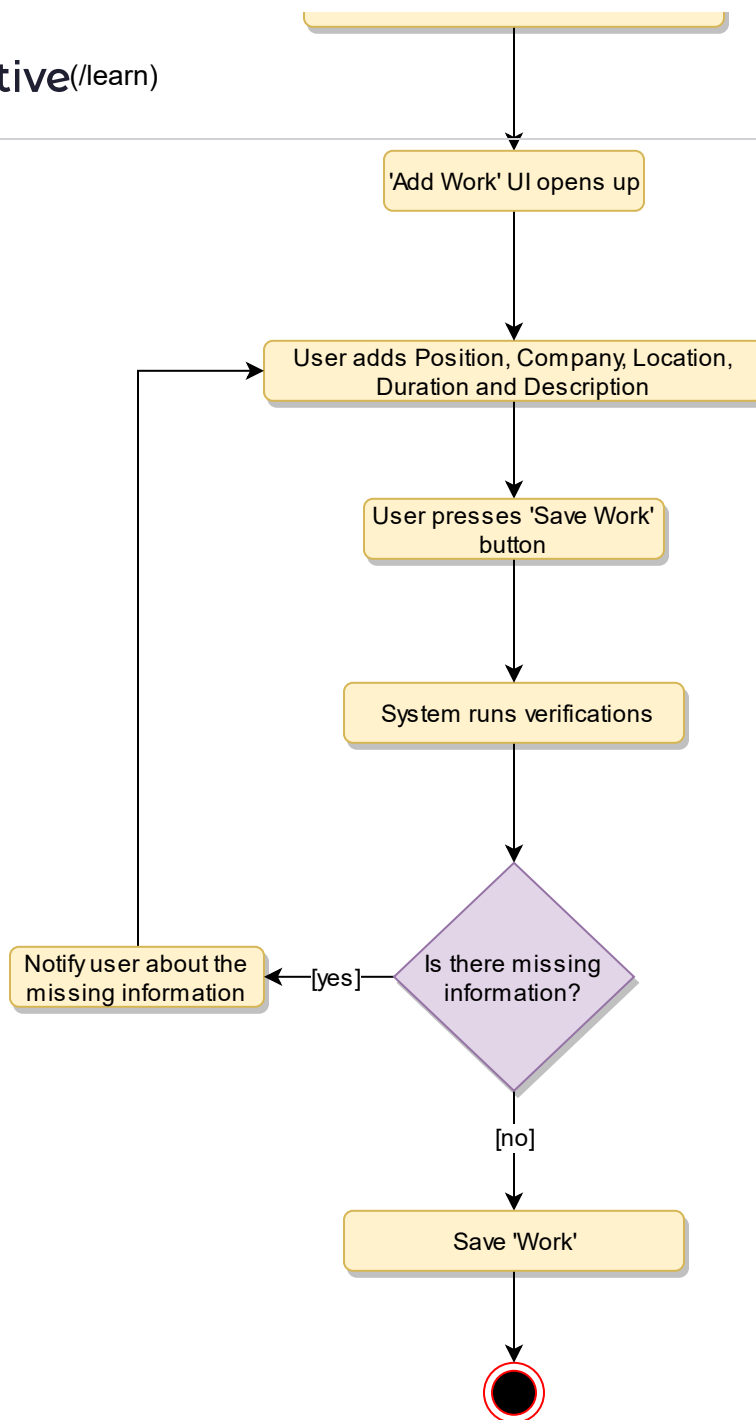 tive(/learn)
'Add Work' UI opens up
User adds Position, Company, Location,
Duration and Description
User presses 'Save Work'
button
System runs verifications
Is there missing
information?
[yes]
Notify user about the
missing information
[no]
Save 'Work'